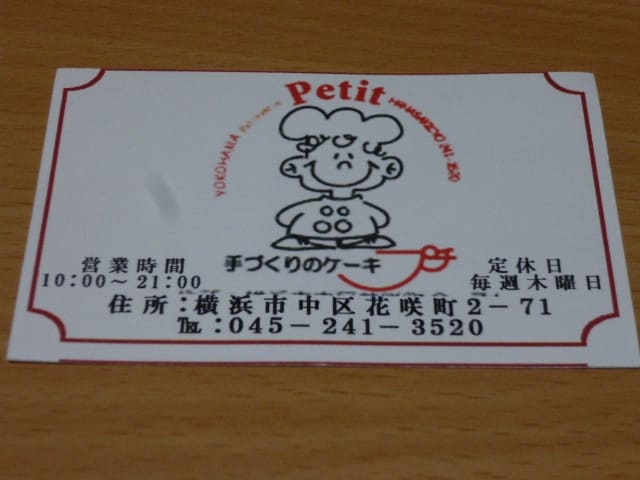 Petit
YOKOHAMA
手づくりのケーキ
プチ
営業時間
10:00～21:00
定休日
毎週木曜日
住所:横浜市中区花咲町2-71
℡:045-241-3520